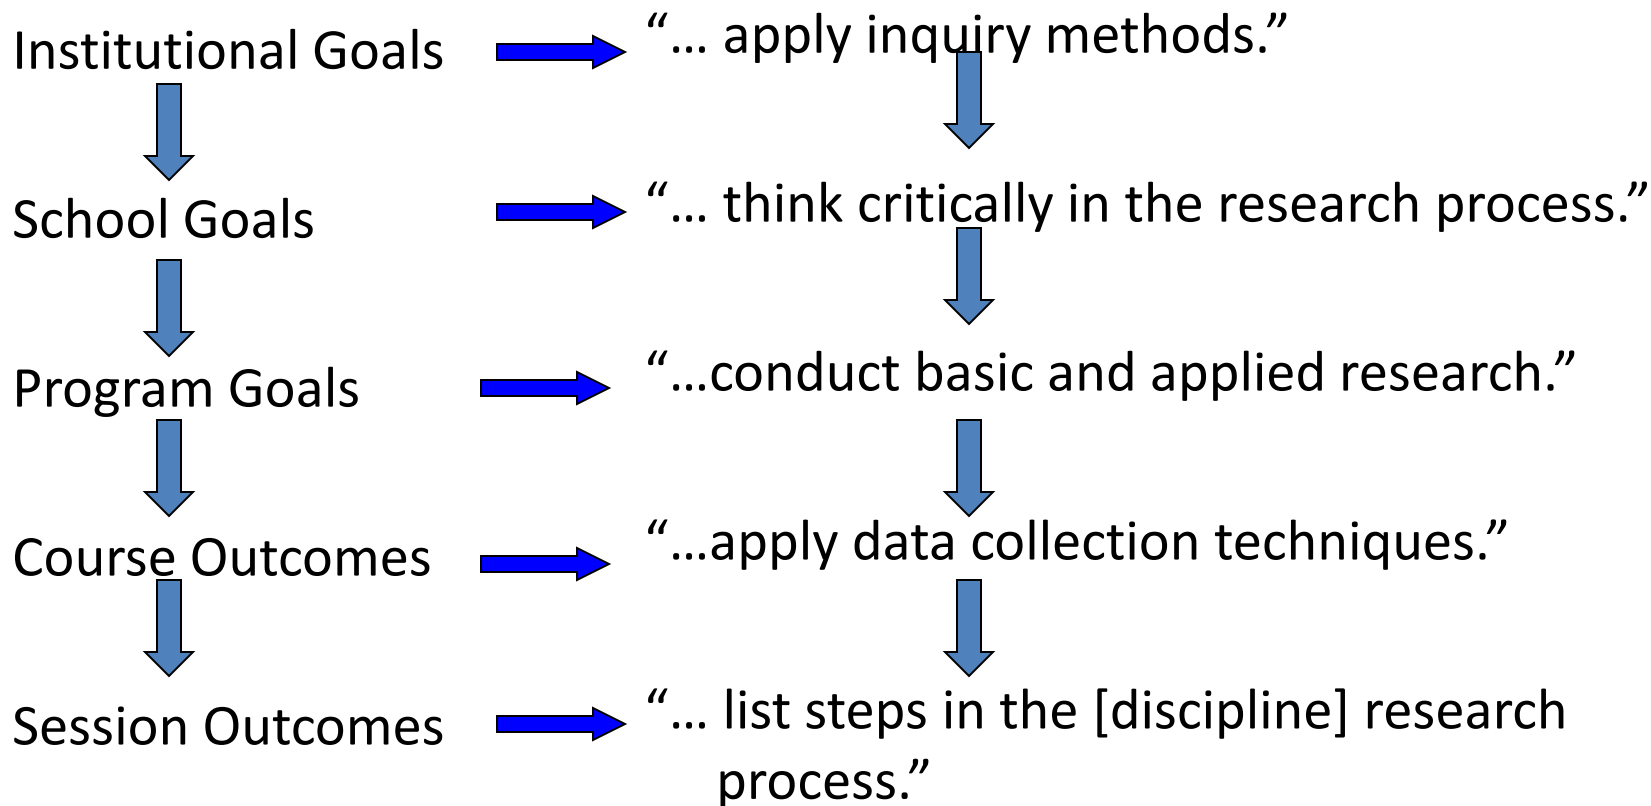 Institutional Goals “… apply inquiry methods.”
School Goals “… think critically in the research process.”
Program Goals “…conduct basic and applied research.”
Course Outcomes “…apply data collection techniques.”
Session Outcomes “… list steps in the [discipline] research
process.”